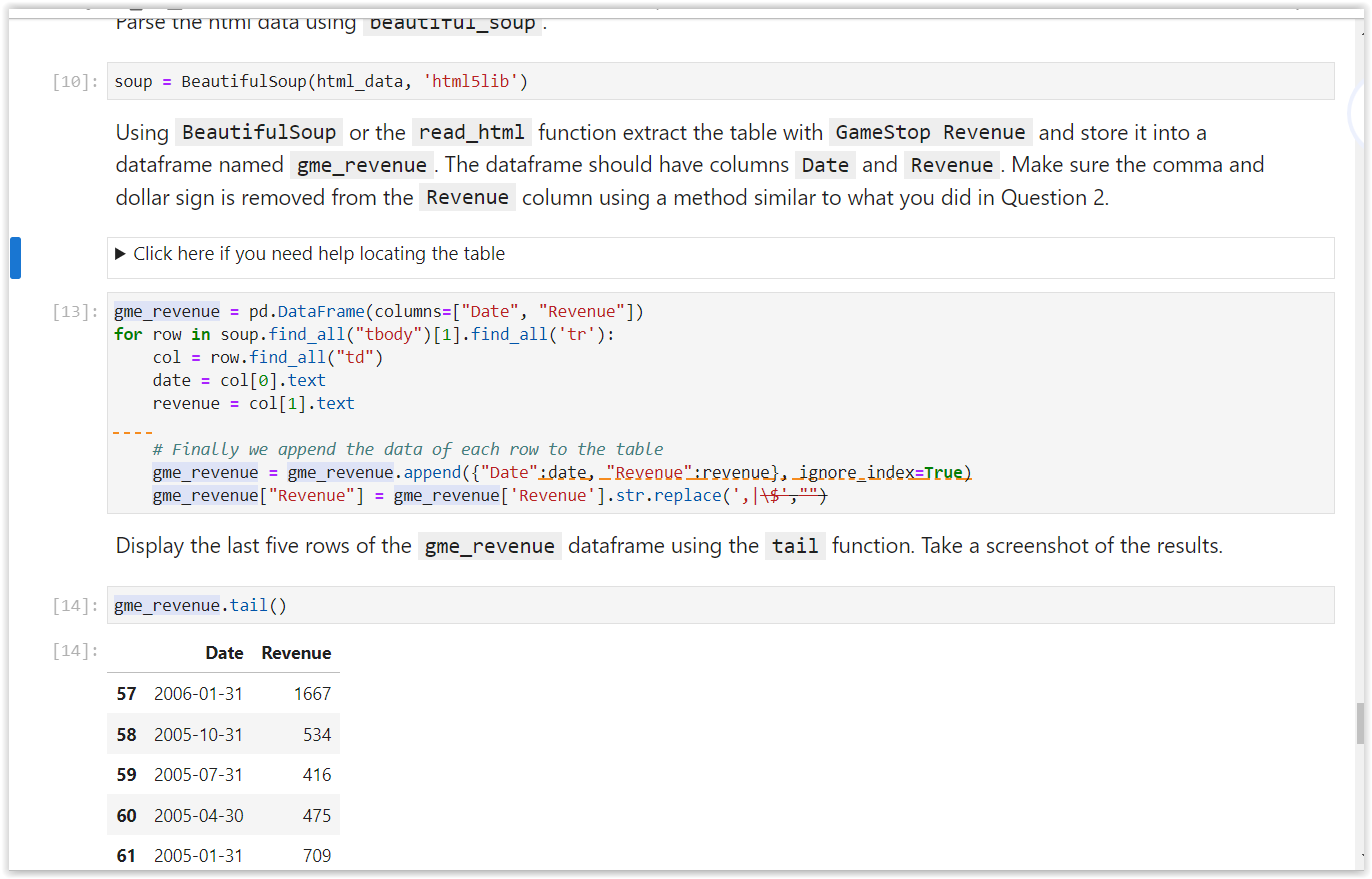 Parse the html data using beautiful_soup.
[10]: soup = BeautifulSoup(html_data, 'html5lib')
Using BeautifulSoup or the read_html function extract the table with GameStop Revenue and store it into a
dataframe named gme_revenue. The dataframe should have columns Date and Revenue. Make sure the comma and
dollar sign is removed from the Revenue column using a method similar to what you did in Question 2.
▶ Click here if you need help locating the table
[13]: gme_revenue = pd.DataFrame(columns=["Date", "Revenue"])
for row in soup.find_all("tbody")[1].find_all('tr'):
    col = row.find_all("td")
    date = col[0].text
    revenue = col[1].text
    # Finally we append the data of each row to the table
    gme_revenue = gme_revenue.append({"Date":date, "Revenue":revenue}, ignore_index=True)
    gme_revenue["Revenue"] = gme_revenue['Revenue'].str.replace(',|\$',"")
Display the last five rows of the gme_revenue dataframe using the tail function. Take a screenshot of the results.
[14]: gme_revenue.tail()
[14]:
Date Revenue
57 2006-01-31 1667
58 2005-10-31 534
59 2005-07-31 416
60 2005-04-30 475
61 2005-01-31 709